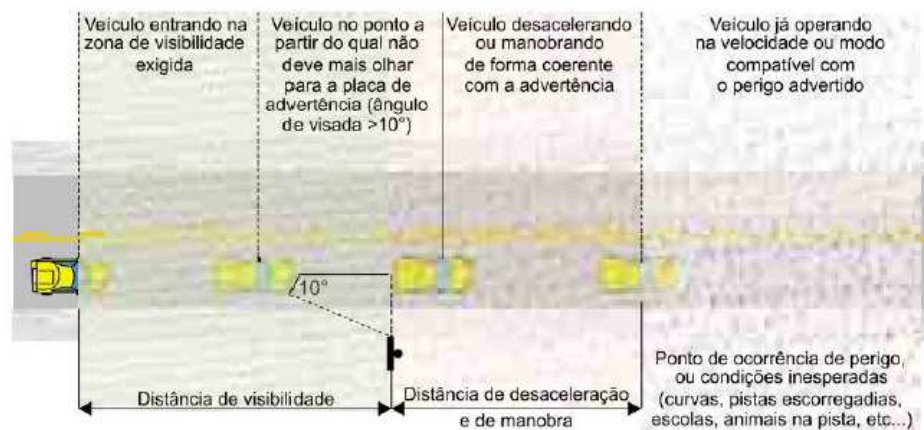 Veículo entrando na
zona de visibilidade
exigida
Veículo no ponto a
partir do qual não
deve mais olhar
para a placa de
advertência (ângulo
de visada >10°)
Veículo desacelerando
ou manobrando
de forma coerente
com a advertência
Veículo já operando
na velocidade ou modo
compatível com
o perigo advertido
10°
Distância de visibilidade
Distância de desaceleração
e de manobra
Ponto de ocorrência de perigo,
ou condições inesperadas
(curvas, pistas escorregadias,
escolas, animais na pista, etc...)